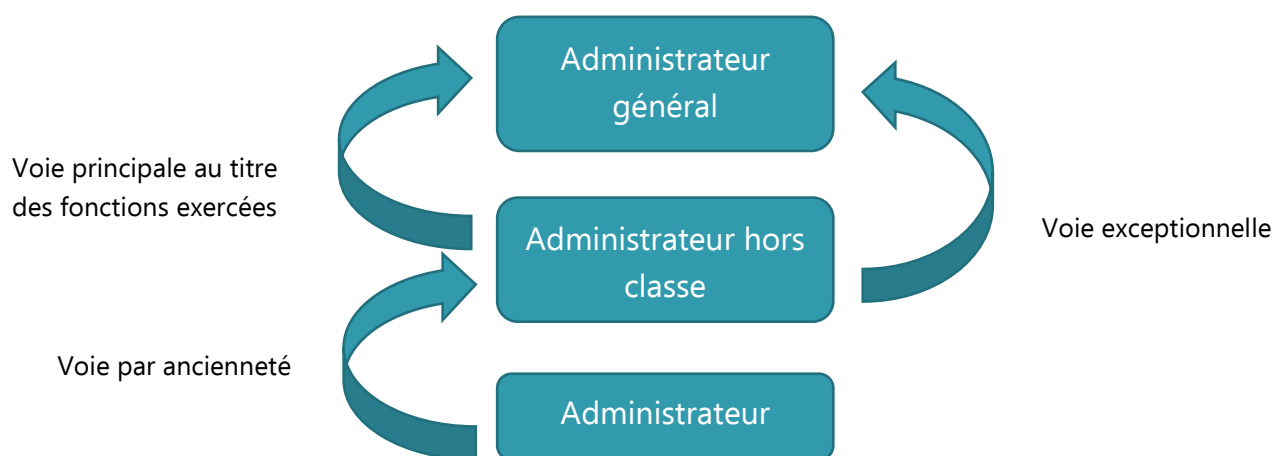 Administrateur
général
Voie principale au titre
des fonctions exercées
Administrateur hors
classe
Voie exceptionnelle
Voie par ancienneté
Administrateur